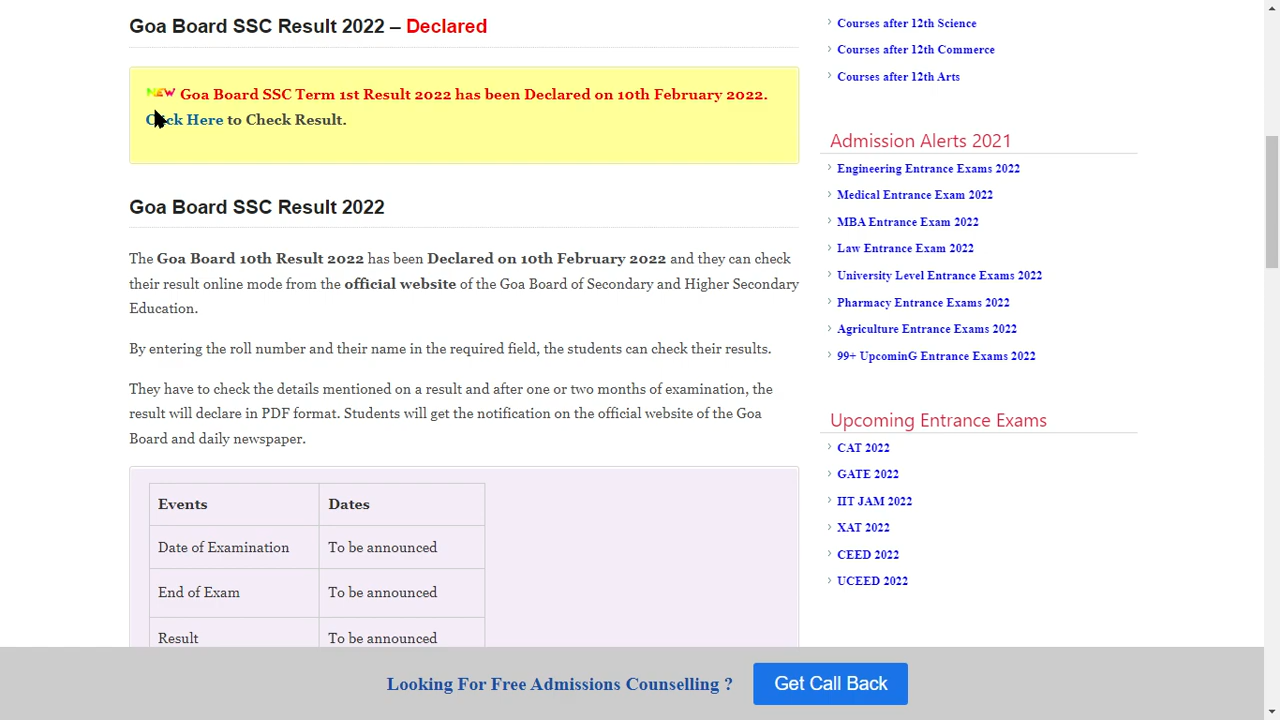 Goa Board SSC Result 2022 – Declared
NEW Goa Board SSC Term 1st Result 2022 has been Declared on 10th February 2022.
Click Here to Check Result.
Goa Board SSC Result 2022
The Goa Board 10th Result 2022 has been Declared on 10th February 2022 and they can check
their result online mode from the official website of the Goa Board of Secondary and Higher Secondary
Education.
By entering the roll number and their name in the required field, the students can check their results.
They have to check the details mentioned on a result and after one or two months of examination, the
result will declare in PDF format. Students will get the notification on the official website of the Goa
Board and daily newspaper.
Events Dates
Date of Examination To be announced
End of Exam To be announced
Result To be announced
Courses after 12th Science
Courses after 12th Commerce
Courses after 12th Arts
Admission Alerts 2021
Engineering Entrance Exams 2022
Medical Entrance Exam 2022
MBA Entrance Exam 2022
Law Entrance Exam 2022
University Level Entrance Exams 2022
Pharmacy Entrance Exams 2022
Agriculture Entrance Exams 2022
99+ UpcominG Entrance Exams 2022
Upcoming Entrance Exams
CAT 2022
GATE 2022
IIT JAM 2022
XAT 2022
CEED 2022
UCEED 2022
Looking For Free Admissions Counselling ? Get Call Back